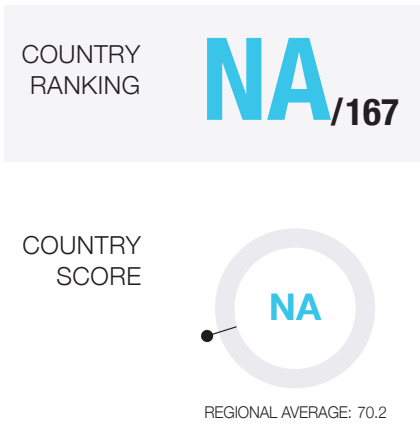 COUNTRY
RANKING
NA/167
COUNTRY
SCORE
NA
REGIONAL AVERAGE: 70.2